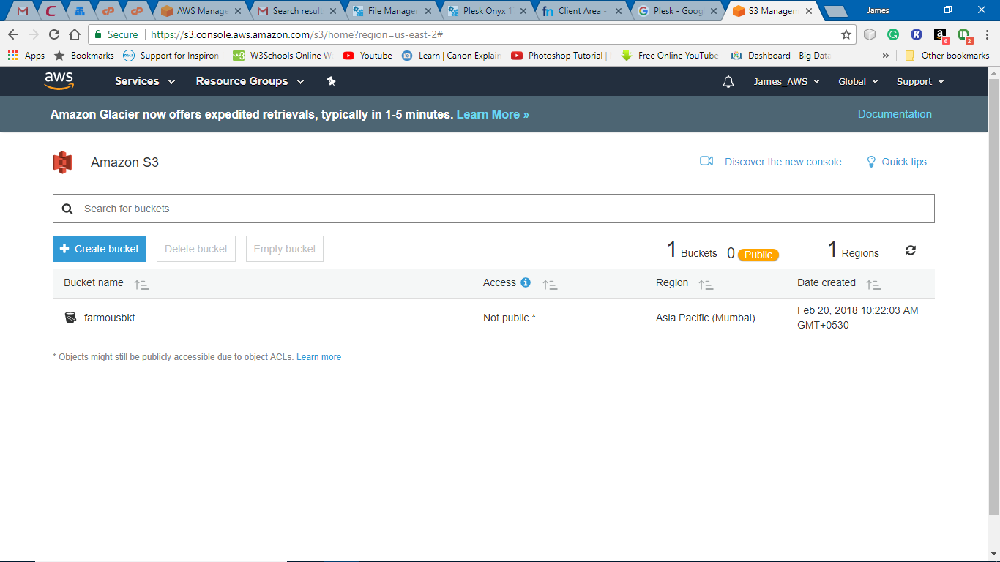 AWS Manage
Search result
File Manager
Plesk Onyx 1
Client Area -
Plesk - Goog
S3 Managem
James
Secure
https://s3.console.aws.amazon.com/s3/home?region=us-east-2#
Apps
Bookmarks
Support for Inspiron
W3Schools Online W
Youtube
Learn | Canon Explain
Photoshop Tutorial |
Free Online YouTube
Dashboard - Big Data
»
Other bookmarks
6
2
aws
Services
Resource Groups
James_AWS
Global
Support
Amazon Glacier now offers expedited retrievals, typically in 1-5 minutes. Learn More »
Documentation
Amazon S3
Discover the new console
Quick tips
Search for buckets
+ Create bucket
Delete bucket
Empty bucket
1 Buckets
0 Public
1 Regions
Bucket name
Access
Region
Date created
farmousbkt
Not public *
Asia Pacific (Mumbai)
Feb 20, 2018 10:22:03 AM
GMT+0530
* Objects might still be publicly accessible due to object ACLs. Learn more